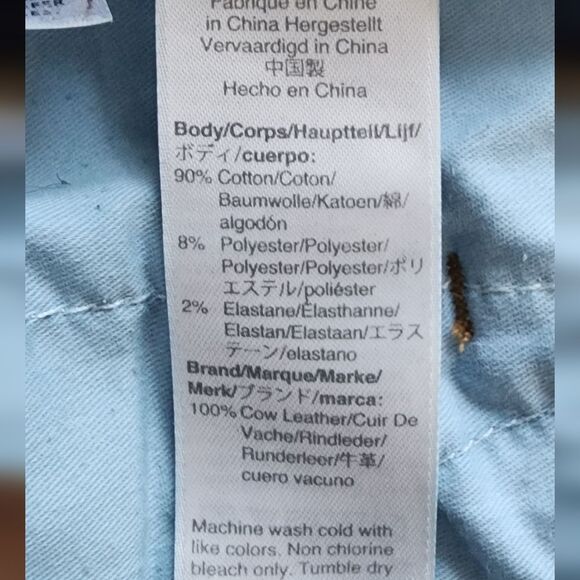 Fabriqué en Chine
in China Hergestellt
Vervaardigd in China
中国製
Hecho en China
Body/Corps/Hauptteil/Lijf/
ボディ/cuerpo:
90% Cotton/Coton/
Baumwolle/Katoen/綿/
algodón
8% Polyester/Polyester/
Polyester/Polyester/ポリ
エステル/poliéster
2% Elastane/Élasthanne/
Elastan/Elastaan/エラス
テーン/elastano
Brand/Marque/Marke/
Merk/ブランド/marca:
100% Cow Leather/Cuir De
Vache/Rindleder/
Runderleer/牛革/
cuero vacuno
Machine wash cold with
like colors. Non chlorine
bleach only. Tumble dry